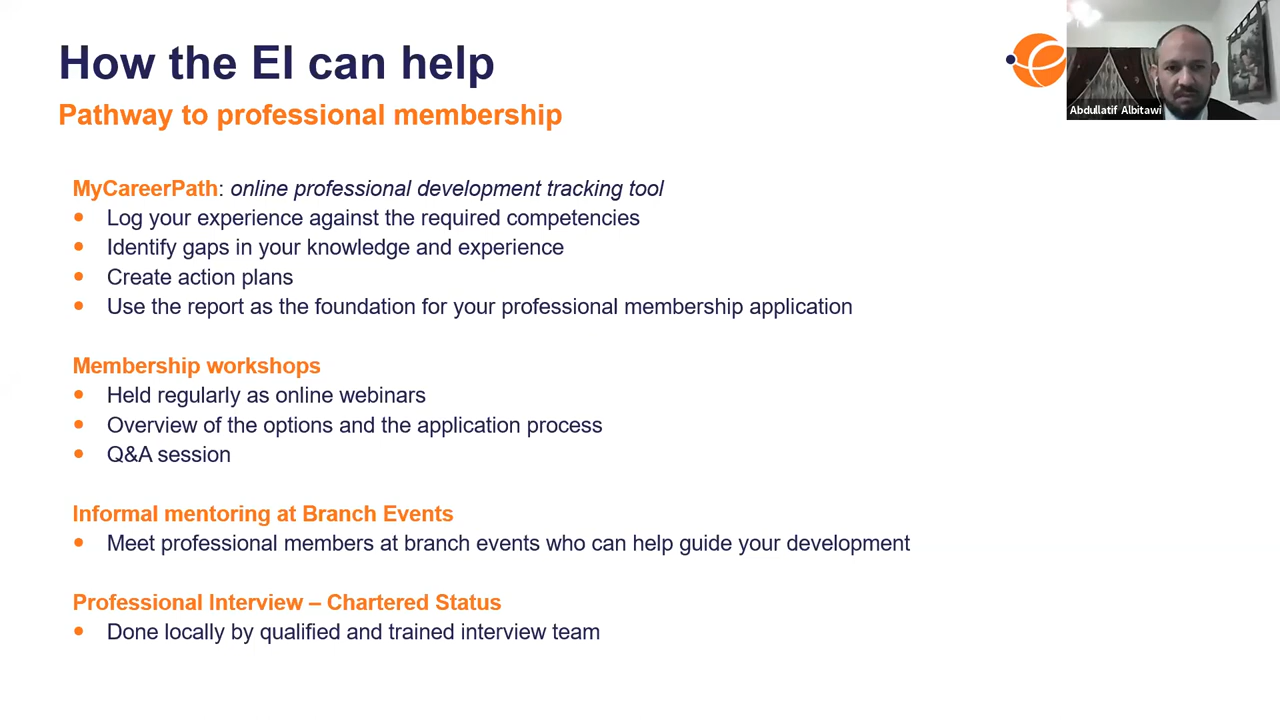 How the EI can help
Pathway to professional membership
Abdullatif Albitawi
MyCareerPath: online professional development tracking tool
• Log your experience against the required competencies
• Identify gaps in your knowledge and experience
• Create action plans
• Use the report as the foundation for your professional membership application
Membership workshops
• Held regularly as online webinars
• Overview of the options and the application process
• Q&A session
Informal mentoring at Branch Events
• Meet professional members at branch events who can help guide your development
Professional Interview – Chartered Status
• Done locally by qualified and trained interview team